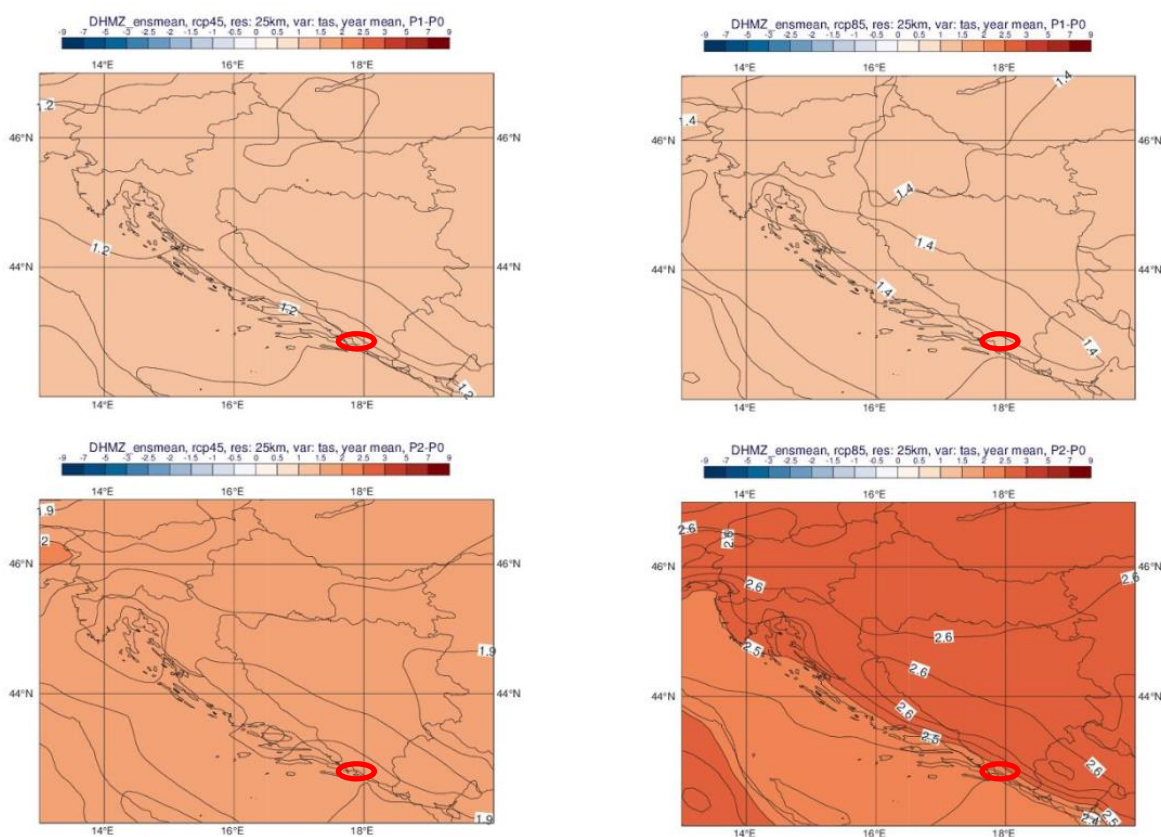 DHMZ_ensmean, rcp45, res: 25km, var: tas, year mean, P1-P0
-9 -7 -5 -3 -2.5 -2 -1.5 -1 -0.5 0 0.5 1 1.5 2 2.5 3 5 7 9
14°E 16°E 18°E
1.2
46°N
1.2
44°N
1.2
1.2
14°E 16°E 18°E
DHMZ_ensmean, rcp85, res: 25km, var: tas, year mean, P1-P0
-9 -7 -5 -3 -2.5 -2 -1.5 -1 -0.5 0 0.5 1 1.5 2 2.5 3 5 7 9
14°E 16°E 18°E
1.4
1.4
46°N 46°N
1.4
1.4
44°N 44°N
1.4
1.4
14°E 16°E 18°E
DHMZ_ensmean, rcp45, res: 25km, var: tas, year mean, P2-P0
-9 -7 -5 -3 -2.5 -2 -1.5 -1 -0.5 0 0.5 1 1.5 2 2.5 3 5 7 9
14°E 16°E 18°E
1.9
2
46°N
1.9
44°N
1.9
14°E 16°E 18°E
DHMZ_ensmean, rcp85, res: 25km, var: tas, year mean, P2-P0
-9 -7 -5 -3 -2.5 -2 -1.5 -1 -0.5 0 0.5 1 1.5 2 2.5 3 5 7 9
14°E 16°E 18°E
2.6
2.6
46°N 46°N
2.6
2.6
2.6
2.5
2.6
44°N 44°N
2.6
2.5
2.6
2.4
14°E 16°E 18°E